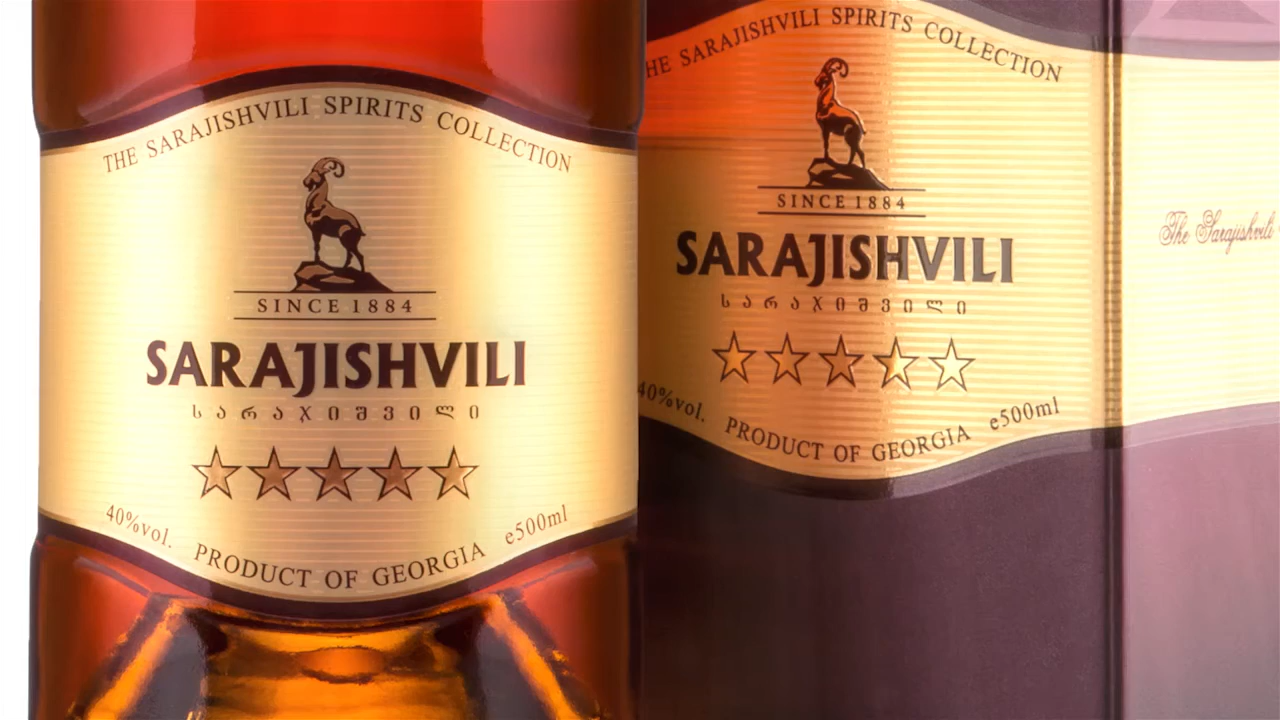 THE SARAJISHVILI SPIRITS COLLECTION
SINCE 1884
SARAJISHVILI
სარაჯიშვილი
40%vol.
PRODUCT OF GEORGIA
e500ml
THE SARAJISHVILI SPIRITS COLLECTION
SINCE 1884
SARAJISHVILI
სარაჯიშვილი
40%vol.
PRODUCT OF GEORGIA
e500ml
The Sarajishvili